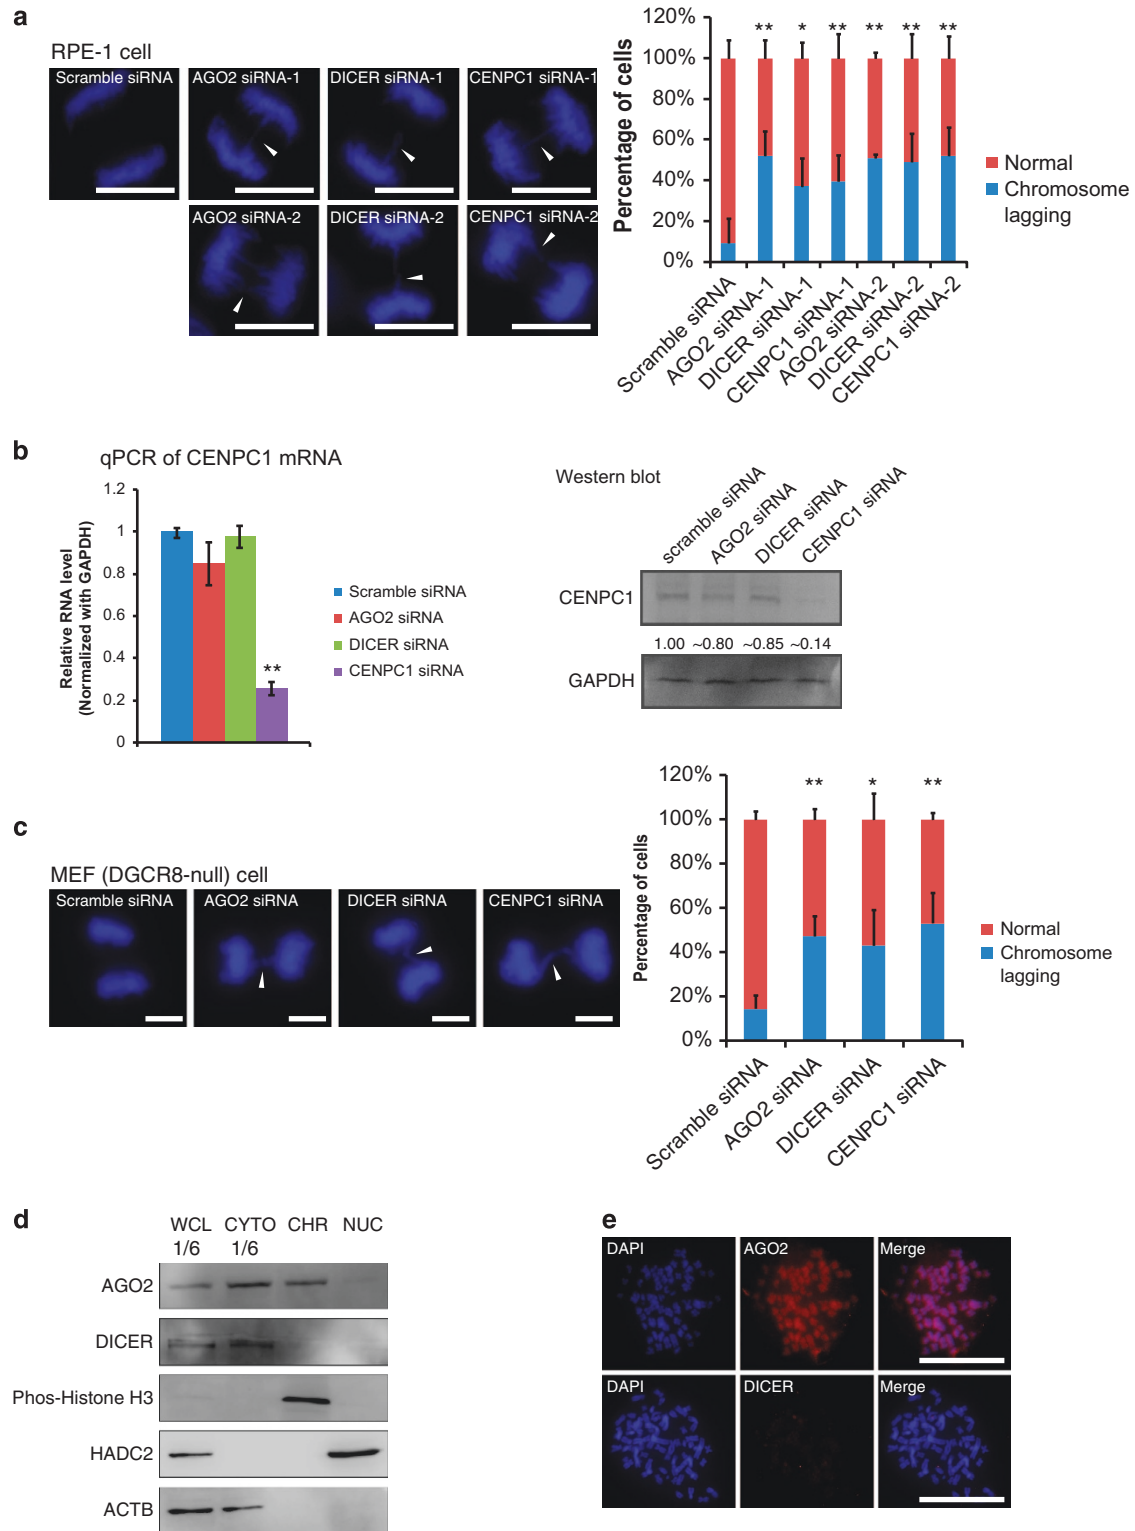 a
RPE-1 cell
Scramble siRNA
AGO2 siRNA-1
DICER siRNA-1
CENPC1 siRNA-1
AGO2 siRNA-2
DICER siRNA-2
CENPC1 siRNA-2
Percentage of cells
120%
100%
80%
60%
40%
20%
0%
** * ** ** ** **
Normal
Chromosome
lagging
Scramble siRNA
AGO2 siRNA-1
DICER siRNA-1
CENPC1 siRNA-1
AGO2 siRNA-2
DICER siRNA-2
CENPC1 siRNA-2
b
qPCR of CENPC1 mRNA
Relative RNA level
(Normalized with GAPDH)
1.2
1
0.8
0.6
0.4
0.2
0
**
Scramble siRNA
AGO2 siRNA
DICER siRNA
CENPC1 siRNA
Western blot
scramble siRNA
AGO2 siRNA
DICER siRNA
CENPC1 siRNA
CENPC1
1.00 ~0.80 ~0.85 ~0.14
GAPDH
c
MEF (DGCR8-null) cell
Scramble siRNA
AGO2 siRNA
DICER siRNA
CENPC1 siRNA
Percentage of cells
120%
100%
80%
60%
40%
20%
0%
** * **
Normal
Chromosome
lagging
Scramble siRNA
AGO2 siRNA
DICER siRNA
CENPC1 siRNA
d
WCL CYTO CHR NUC
1/6 1/6
AGO2
DICER
Phos-Histone H3
HADC2
ACTB
e
DAPI
AGO2
Merge
DAPI
DICER
Merge